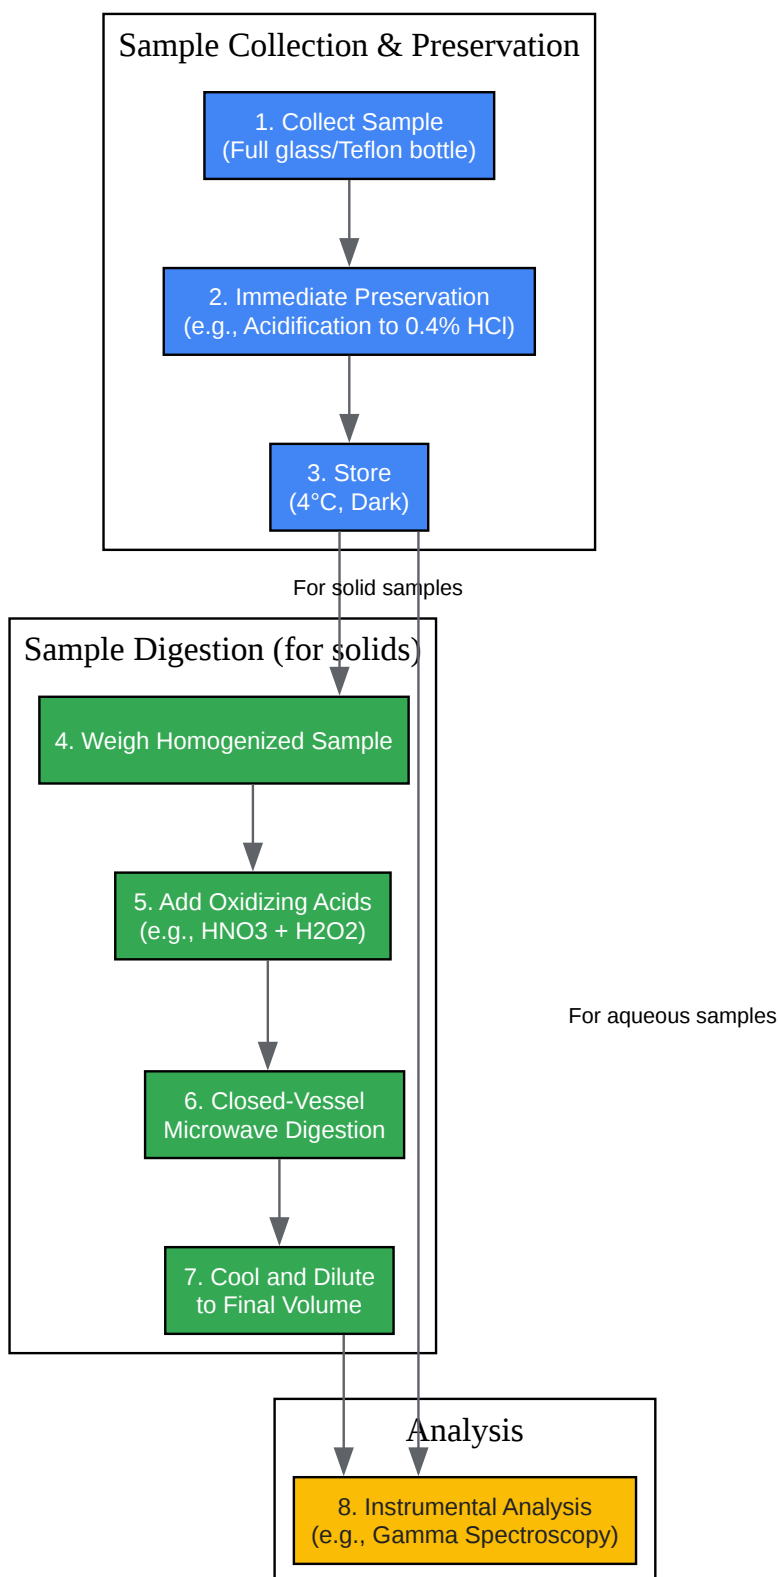 Sample Collection & Preservation
1. Collect Sample
(Full glass/Teflon bottle)
2. Immediate Preservation
(e.g., Acidification to 0.4% HCl)
3. Store
(4°C, Dark)
For solid samples
Sample Digestion (for solids)
4. Weigh Homogenized Sample
5. Add Oxidizing Acids
(e.g., HNO3 + H2O2)
For aqueous samples
6. Closed-Vessel
Microwave Digestion
7. Cool and Dilute
to Final Volume
Analysis
8. Instrumental Analysis
(e.g., Gamma Spectroscopy)